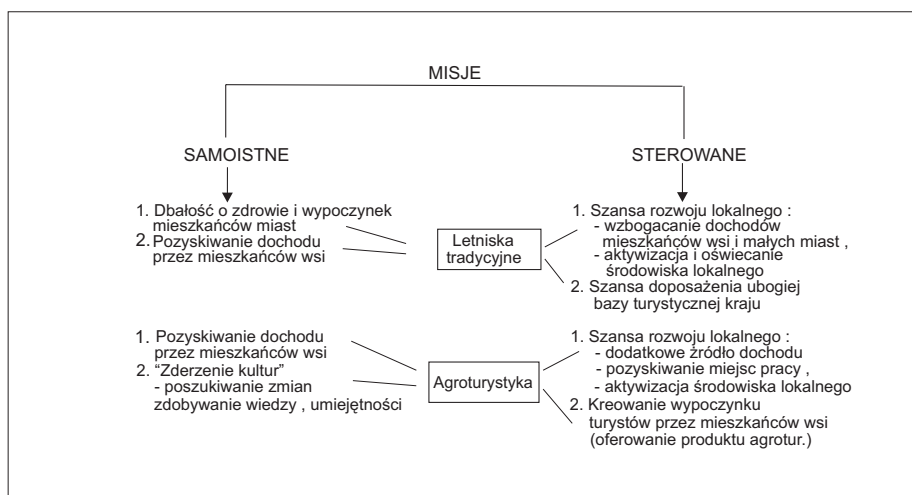 MISJE
SAMOISTNE
STEROWANE
1. Dbałość o zdrowie i wypoczynek
mieszkańców miast
2. Pozyskiwanie dochodu
przez mieszkańców wsi
Letniska
tradycyjne
1. Szansa rozwoju lokalnego :
- wzbogacanie dochodów
mieszkańców wsi i małych miast ,
- aktywizacja i oświecanie
środowiska lokalnego
2. Szansa doposażenia ubogiej
bazy turystycznej kraju
1. Pozyskiwanie dochodu
przez mieszkańców wsi
2. “Zderzenie kultur”
- poszukiwanie zmian
zdobywanie wiedzy , umiejętności
Agroturystyka
1. Szansa rozwoju lokalnego :
- dodatkowe źródło dochodu
- pozyskiwanie miejsc pracy ,
- aktywizacja środowiska lokalnego
2. Kreowanie wypoczynku
turystów przez mieszkańców wsi
(oferowanie produktu agrotur.)